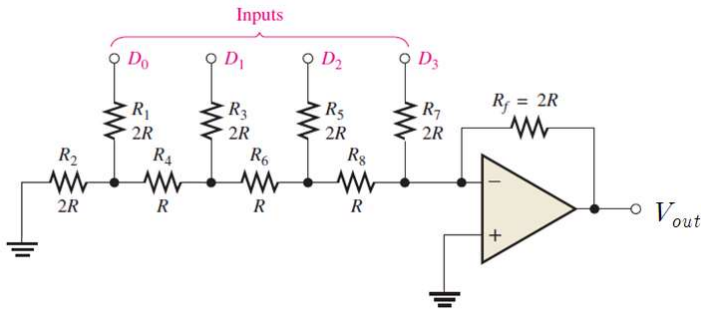 Inputs
D0 D1 D2 D3
R1 R3 R5 R7 Rf = 2R
2R 2R 2R 2R
R2 R4 R6 R8
2R R R R
−
+
Vout